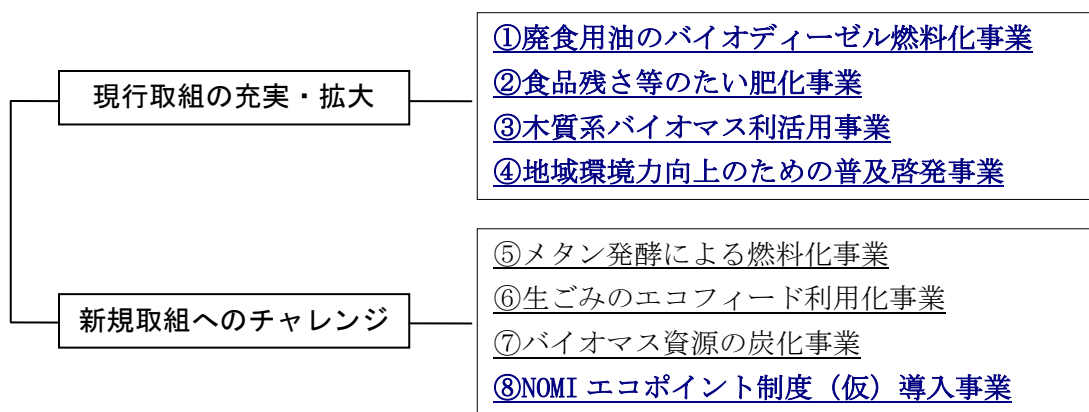 現行取組の充実・拡大
①廃食用油のバイオディーゼル燃料化事業
②食品残さ等のたい肥化事業
③木質系バイオマス利活用事業
④地域環境力向上のための普及啓発事業
新規取組へのチャレンジ
⑤メタン発酵による燃料化事業
⑥生ごみのエコフィード利用化事業
⑦バイオマス資源の炭化事業
⑧NOMI エコポイント制度（仮）導入事業